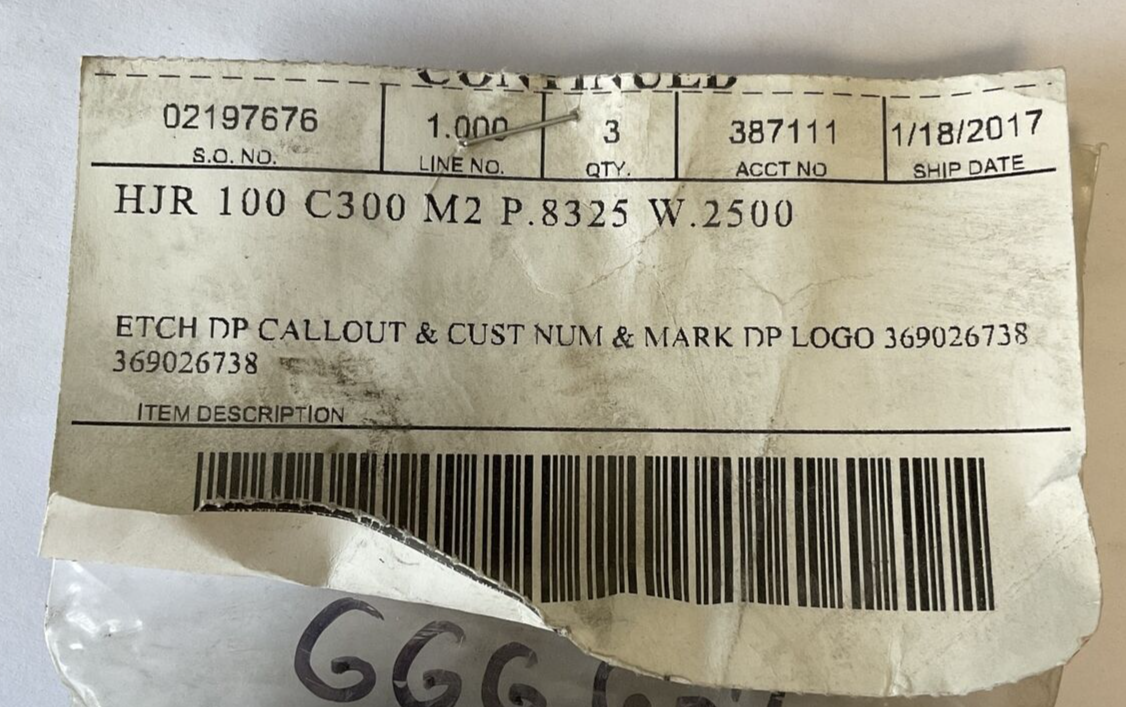 CONTINUED
02197676 1.000 3 387111 1/18/2017
S.O. NO. LINE NO. QTY. ACCT NO SHIP DATE
HJR 100 C300 M2 P.8325 W.2500
ETCH DP CALLOUT & CUST NUM & MARK DP LOGO 369026738
369026738
ITEM DESCRIPTION